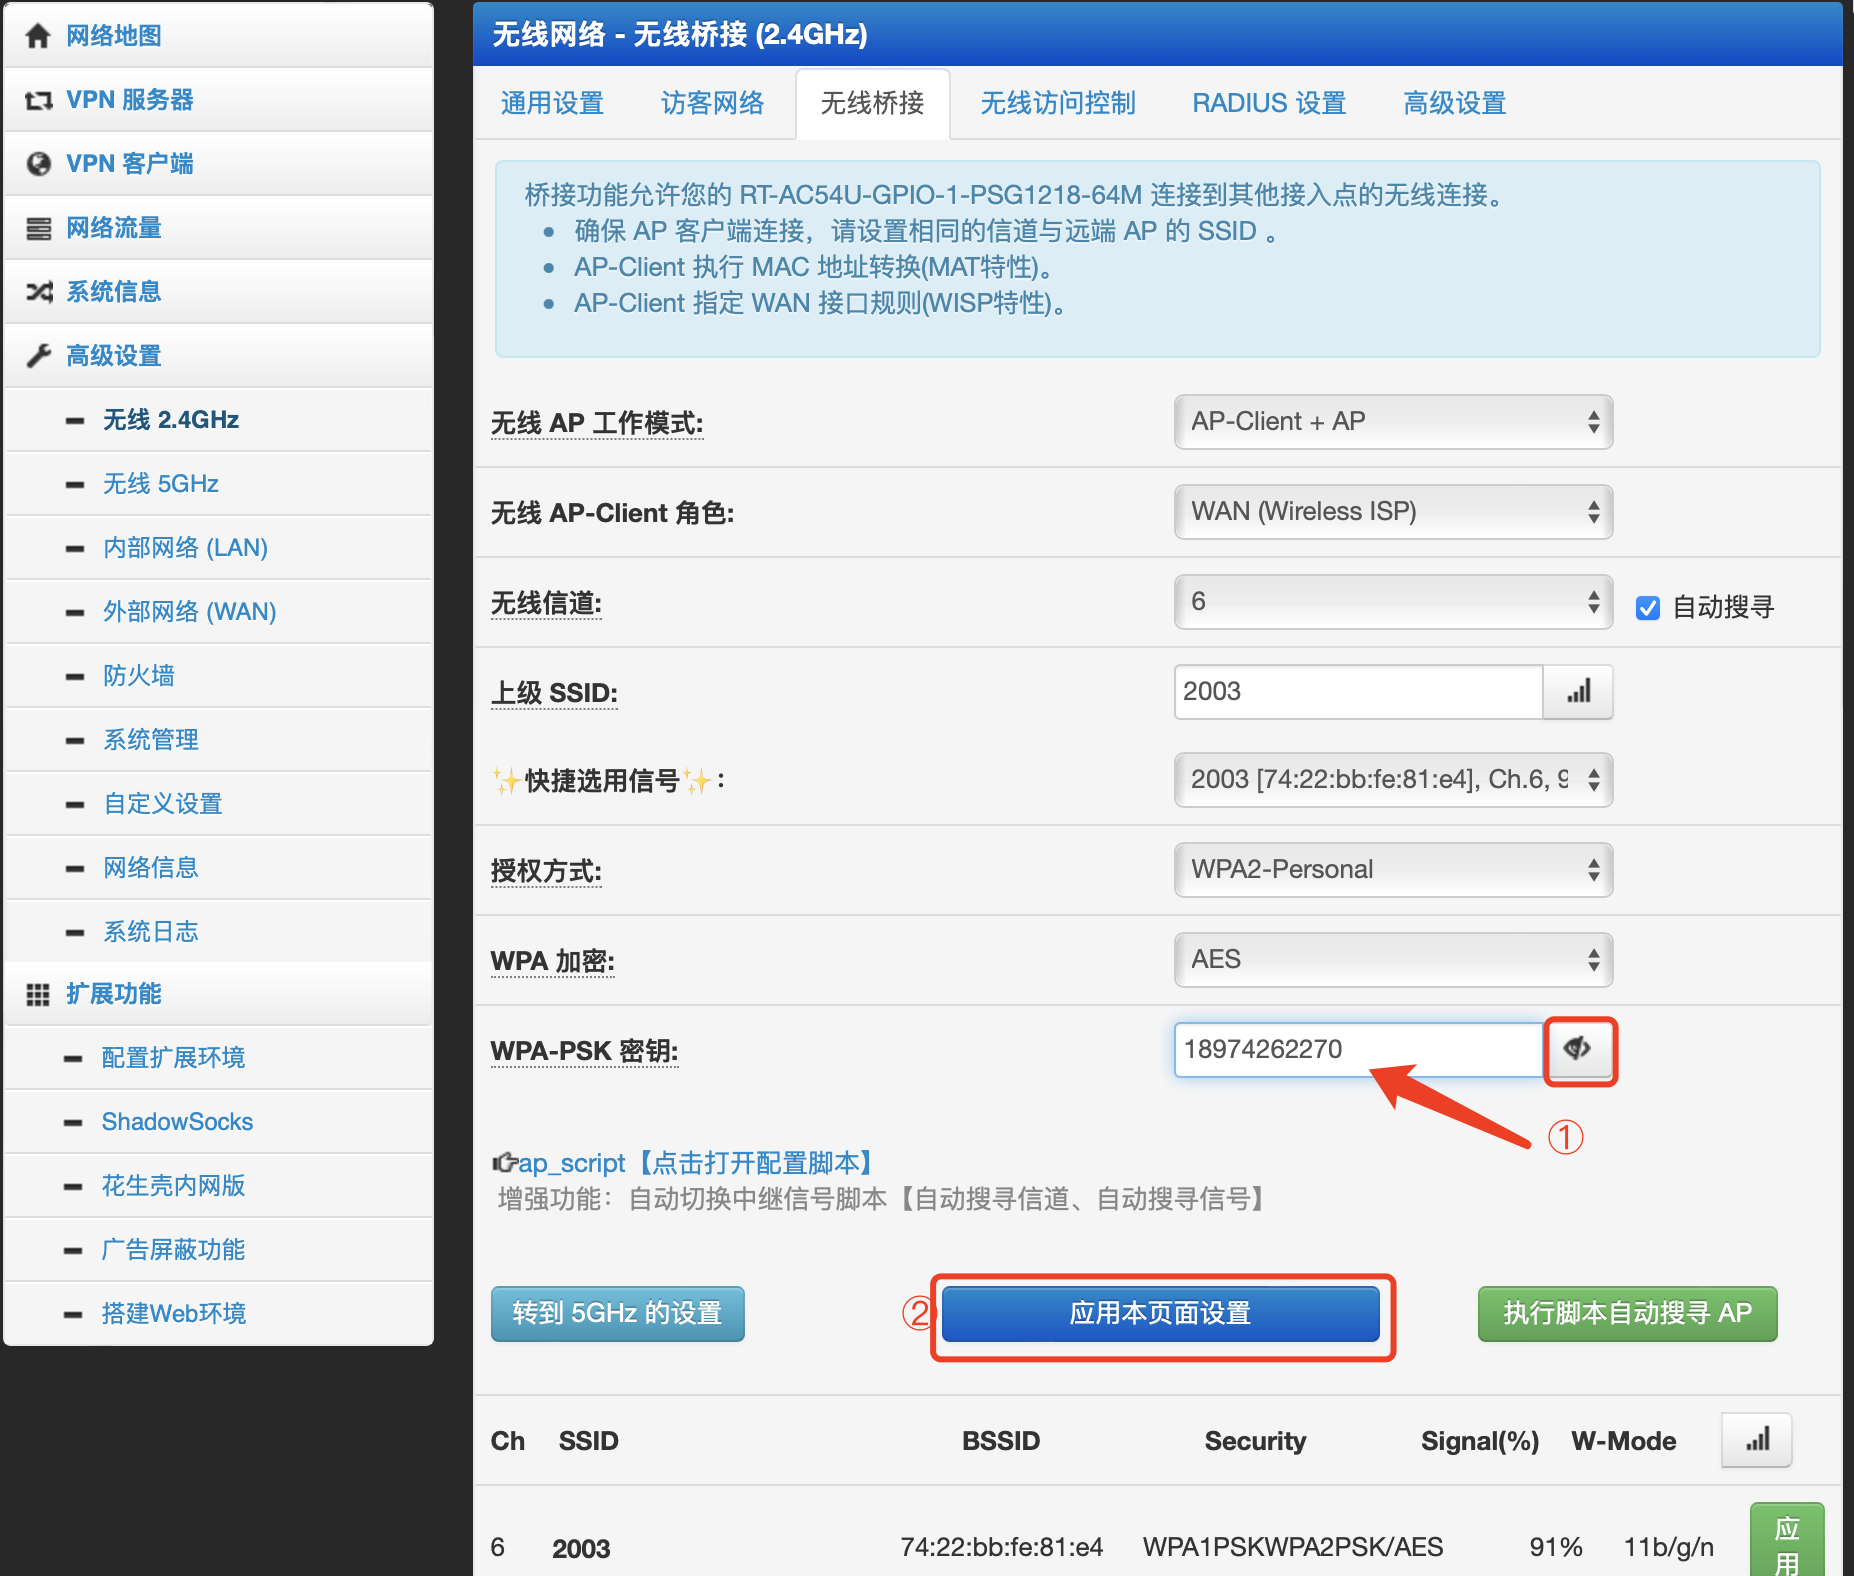 网络地图
VPN 服务器
VPN 客户端
网络流量
系统信息
高级设置
无线 2.4GHz
无线 5GHz
内部网络 (LAN)
外部网络 (WAN)
防火墙
系统管理
自定义设置
网络信息
系统日志
扩展功能
配置扩展环境
ShadowSocks
花生壳内网版
广告屏蔽功能
搭建Web环境
无线网络 - 无线桥接 (2.4GHz)
通用设置 访客网络 无线桥接 无线访问控制 RADIUS 设置 高级设置
桥接功能允许您的 RT-AC54U-GPIO-1-PSG1218-64M 连接到其他接入点的无线连接。
• 确保 AP 客户端连接，请设置相同的信道与远端 AP 的 SSID 。
• AP-Client 执行 MAC 地址转换(MAT特性)。
• AP-Client 指定 WAN 接口规则(WISP特性)。
无线 AP 工作模式: AP-Client + AP
无线 AP-Client 角色: WAN (Wireless ISP)
无线信道: 6 自动搜寻
上级 SSID: 2003
✨快捷选用信号✨: 2003 [74:22:bb:fe:81:e4], Ch.6, 9
授权方式: WPA2-Personal
WPA 加密: AES
WPA-PSK 密钥: 18974262270
①
ap_script【点击打开配置脚本】
增强功能：自动切换中继信号脚本【自动搜寻信道、自动搜寻信号】
转到 5GHz 的设置 ② 应用本页面设置 执行脚本自动搜寻 AP
Ch SSID BSSID Security Signal(%) W-Mode
6 2003 74:22:bb:fe:81:e4 WPA1PSKWPA2PSK/AES 91% 11b/g/n 应用